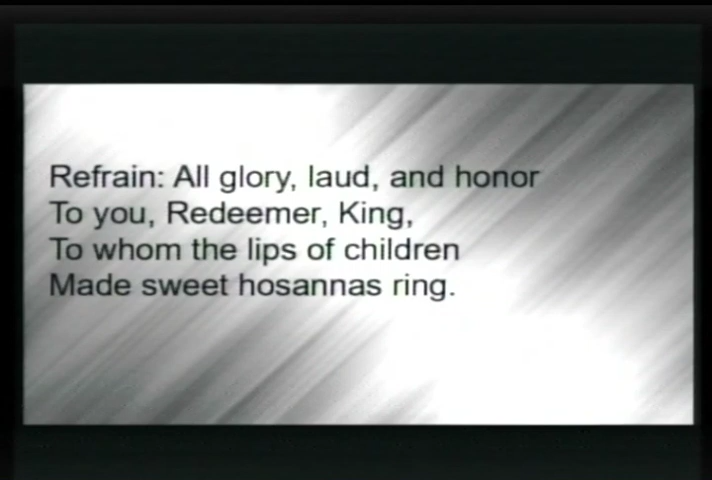 Refrain: All glory, laud, and honor
To you, Redeemer, King,
To whom the lips of children
Made sweet hosannas ring.